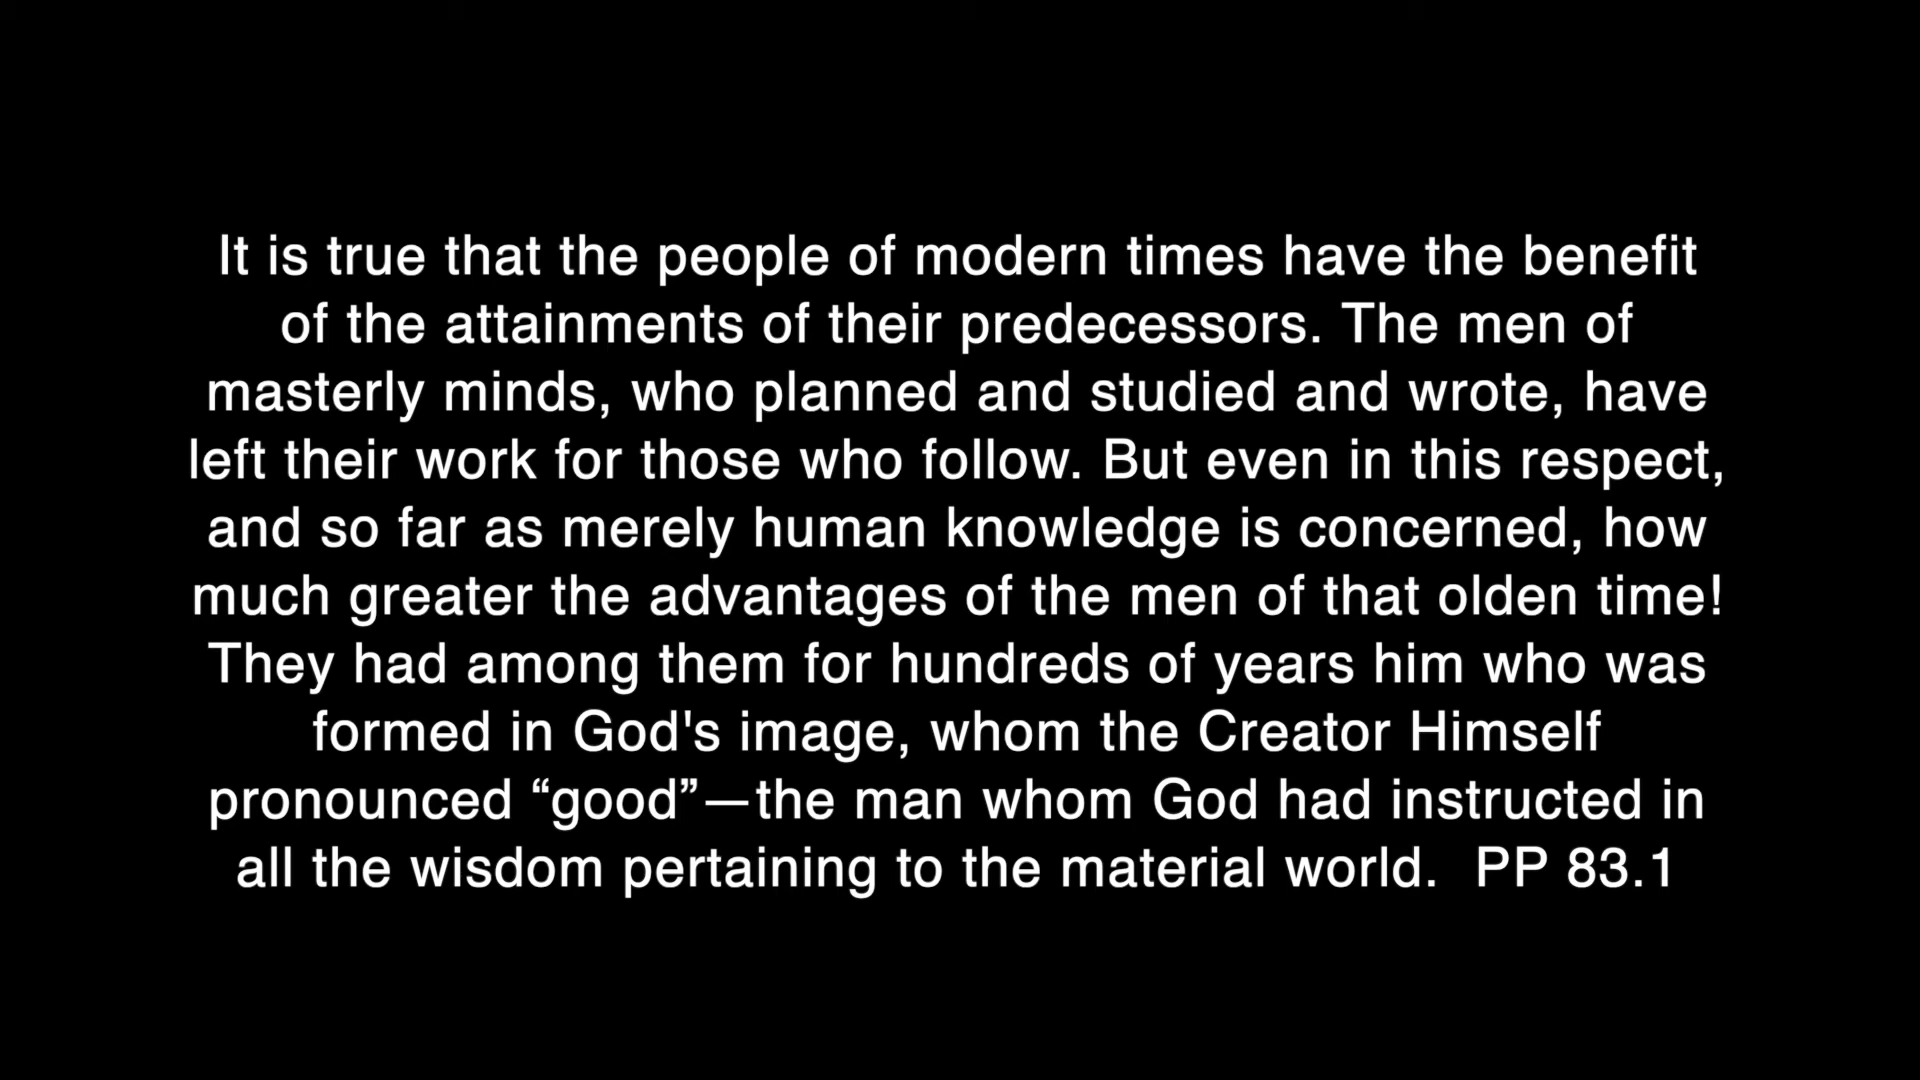 It is true that the people of modern times have the benefit
of the attainments of their predecessors. The men of
masterly minds, who planned and studied and wrote, have
left their work for those who follow. But even in this respect,
and so far as merely human knowledge is concerned, how
much greater the advantages of the men of that olden time!
They had among them for hundreds of years him who was
formed in God's image, whom the Creator Himself
pronounced “good”—the man whom God had instructed in
all the wisdom pertaining to the material world.  PP 83.1